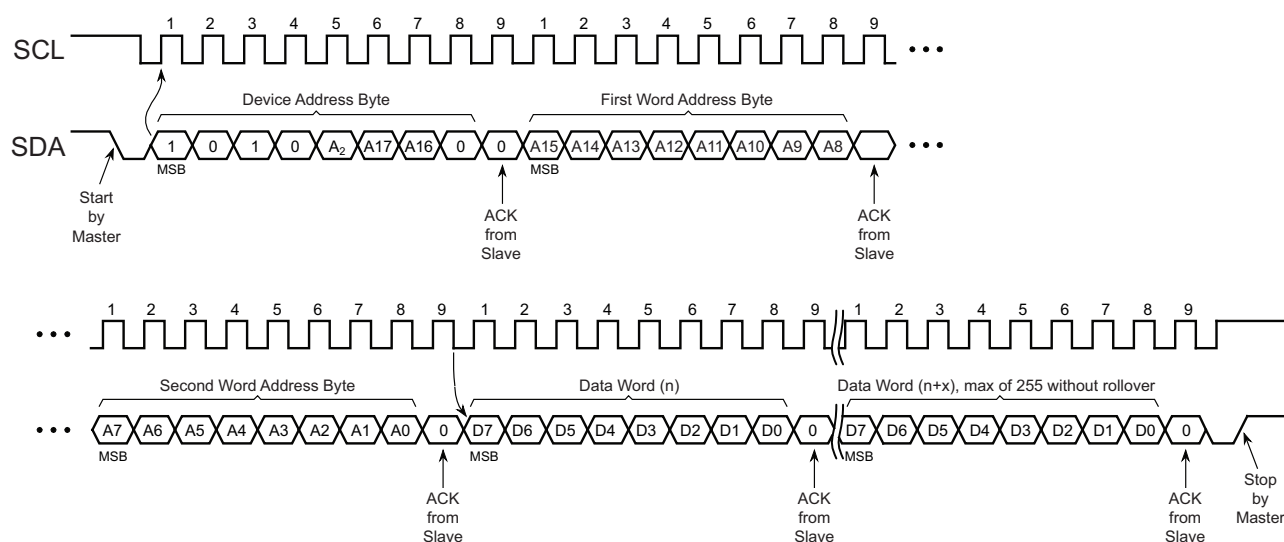 1 2 3 4 5 6 7 8 9 1 2 3 4 5 6 7 8 9
SCL
Device Address Byte First Word Address Byte
SDA 1 0 1 0 A2 A17 A16 0 0 A15 A14 A13 A12 A11 A10 A9 A8
MSB MSB
Start
by
Master
ACK
from
Slave
ACK
from
Slave
1 2 3 4 5 6 7 8 9 1 2 3 4 5 6 7 8 9 1 2 3 4 5 6 7 8 9
Second Word Address Byte Data Word (n) Data Word (n+x), max of 255 without rollover
A7 A6 A5 A4 A3 A2 A1 A0 0 D7 D6 D5 D4 D3 D2 D1 D0 0 D7 D6 D5 D4 D3 D2 D1 D0 0
MSB MSB MSB
ACK
from
Slave
ACK
from
Slave
ACK
from
Slave
Stop
by
Master